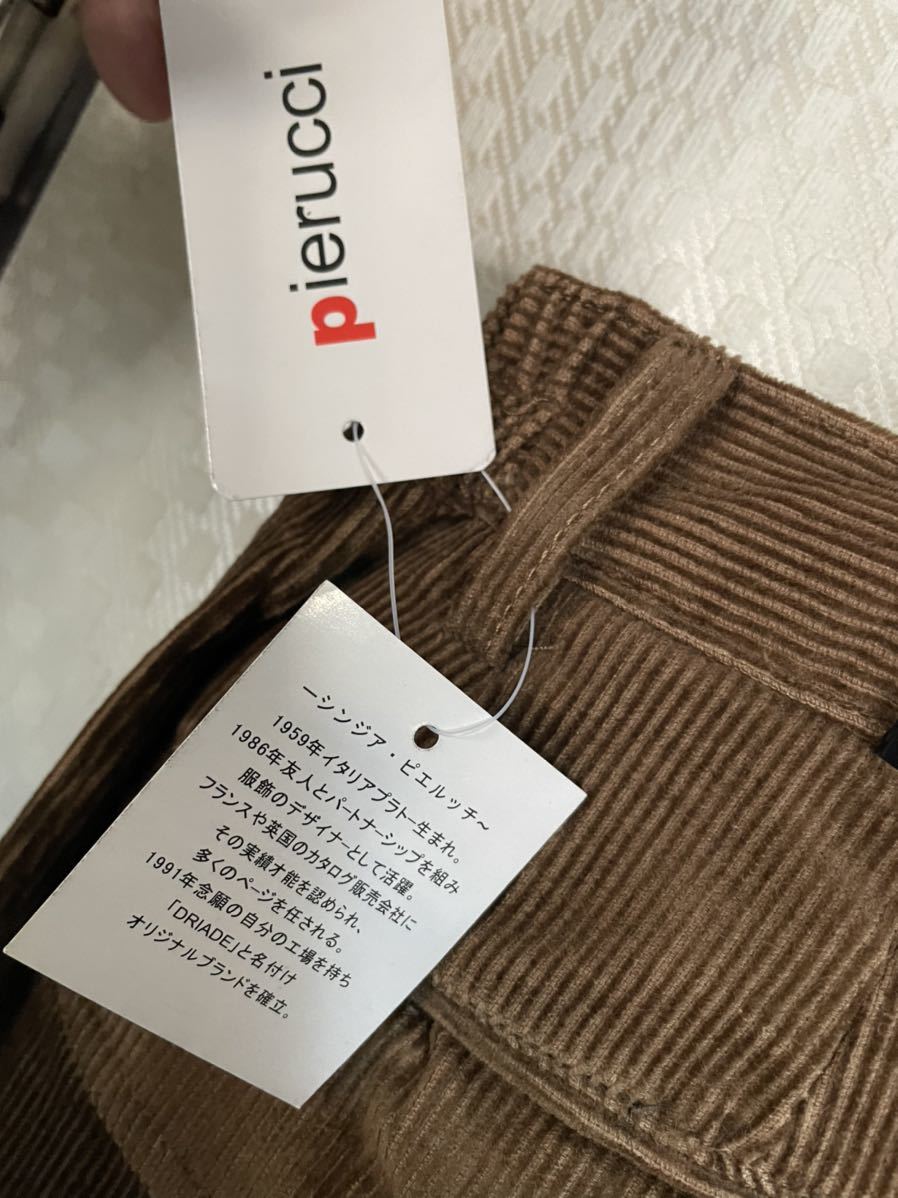 pierucci
ーシンジア・ピエルッチ～
1959年イタリアプラトー生まれ。
1986年友人とパートナーシップを組み
服飾のデザイナーとして活躍。
フランスや英国のカタログ販売会社に
その実績才能を認められ、
多くのページを任される。
1991年念願の自分の工場を持ち
「DRIADE」と名付け
オリジナルブランドを確立。